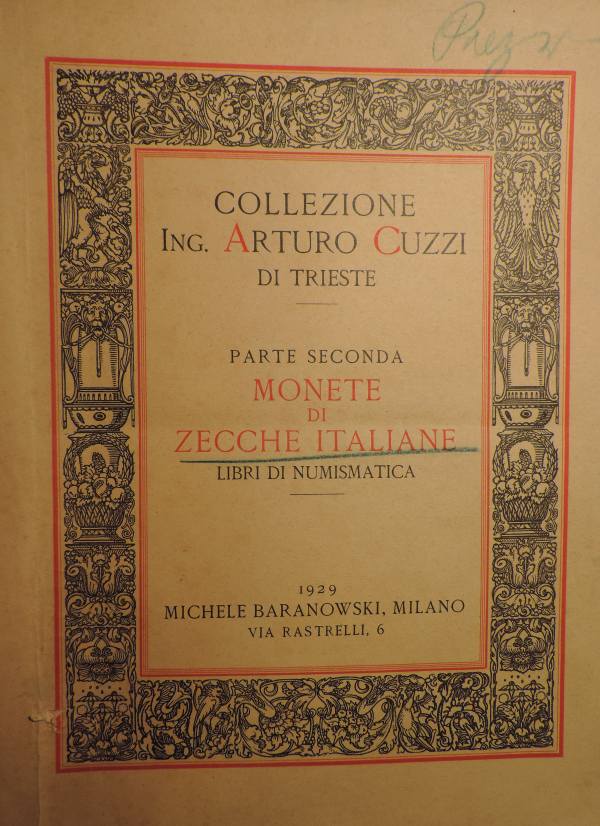 COLLEZIONE
ING. ARTURO CUZZI
DI TRIESTE
PARTE SECONDA
MONETE
DI
ZECCHE ITALIANE
LIBRI DI NUMISMATICA
1929
MICHELE BARANOWSKI, MILANO
VIA RASTRELLI, 6